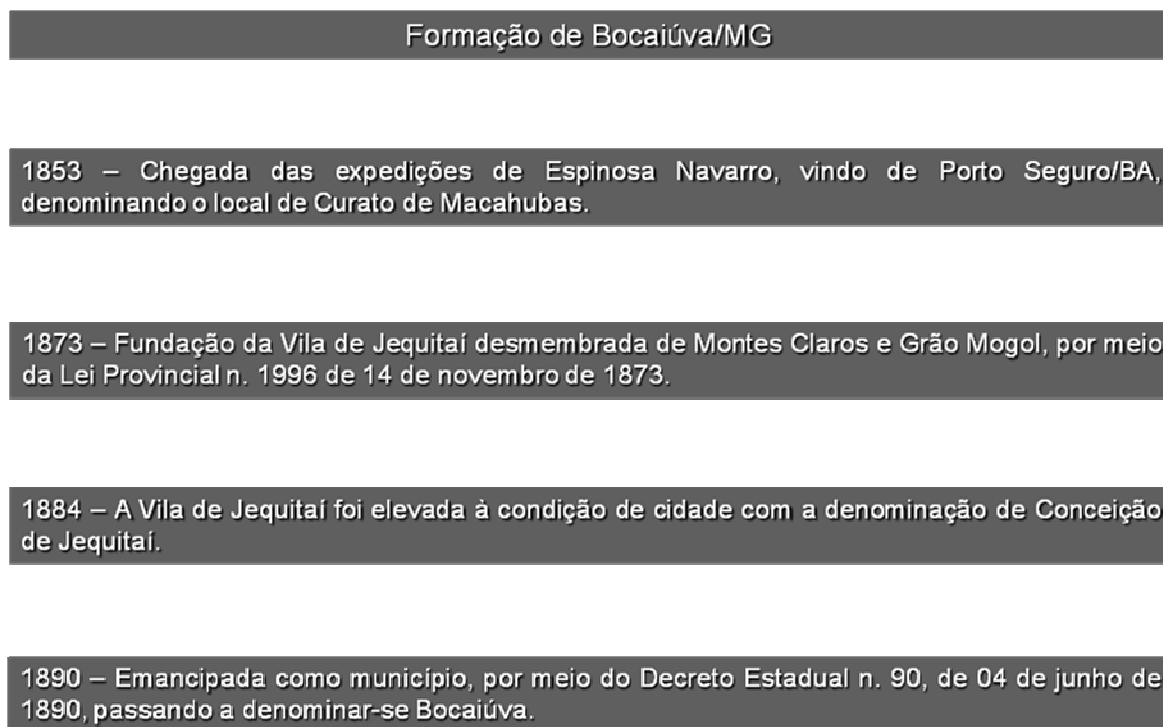 Formação de Bocaiúva/MG
1853 – Chegada das expedições de Espinosa Navarro, vindo de Porto Seguro/BA,
denominando o local de Curato de Macahubas.
1873 – Fundação da Vila de Jequitaí desmembrada de Montes Claros e Grão Mogol, por meio
da Lei Provincial n. 1996 de 14 de novembro de 1873.
1884 – A Vila de Jequitaí foi elevada à condição de cidade com a denominação de Conceição
de Jequitaí.
1890 – Emancipada como município, por meio do Decreto Estadual n. 90, de 04 de junho de
1890, passando a denominar-se Bocaiúva.